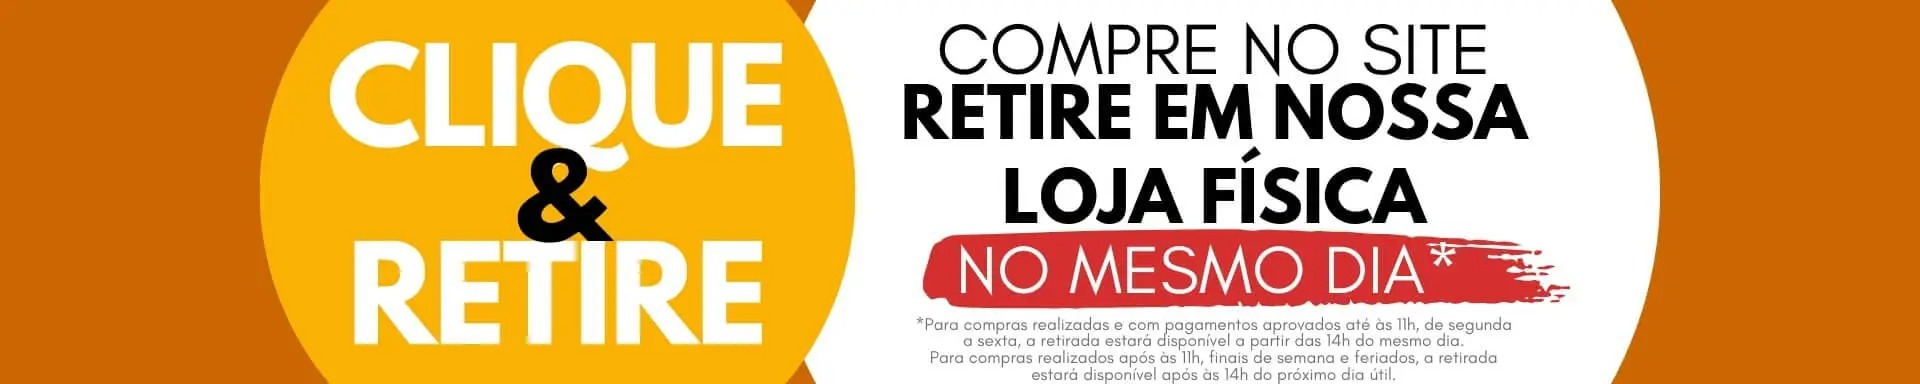 CLIQUE
&
RETIRE
COMPRE NO SITE
RETIRE EM NOSSA
LOJA FÍSICA
NO MESMO DIA*
*Para compras realizadas e com pagamentos aprovados até às 11h, de segunda
a sexta, a retirada estará disponível a partir das 14h do mesmo dia.
Para compras realizados após às 11h, finais de semana e feriados, a retirada
estará disponível após às 14h do próximo dia útil.